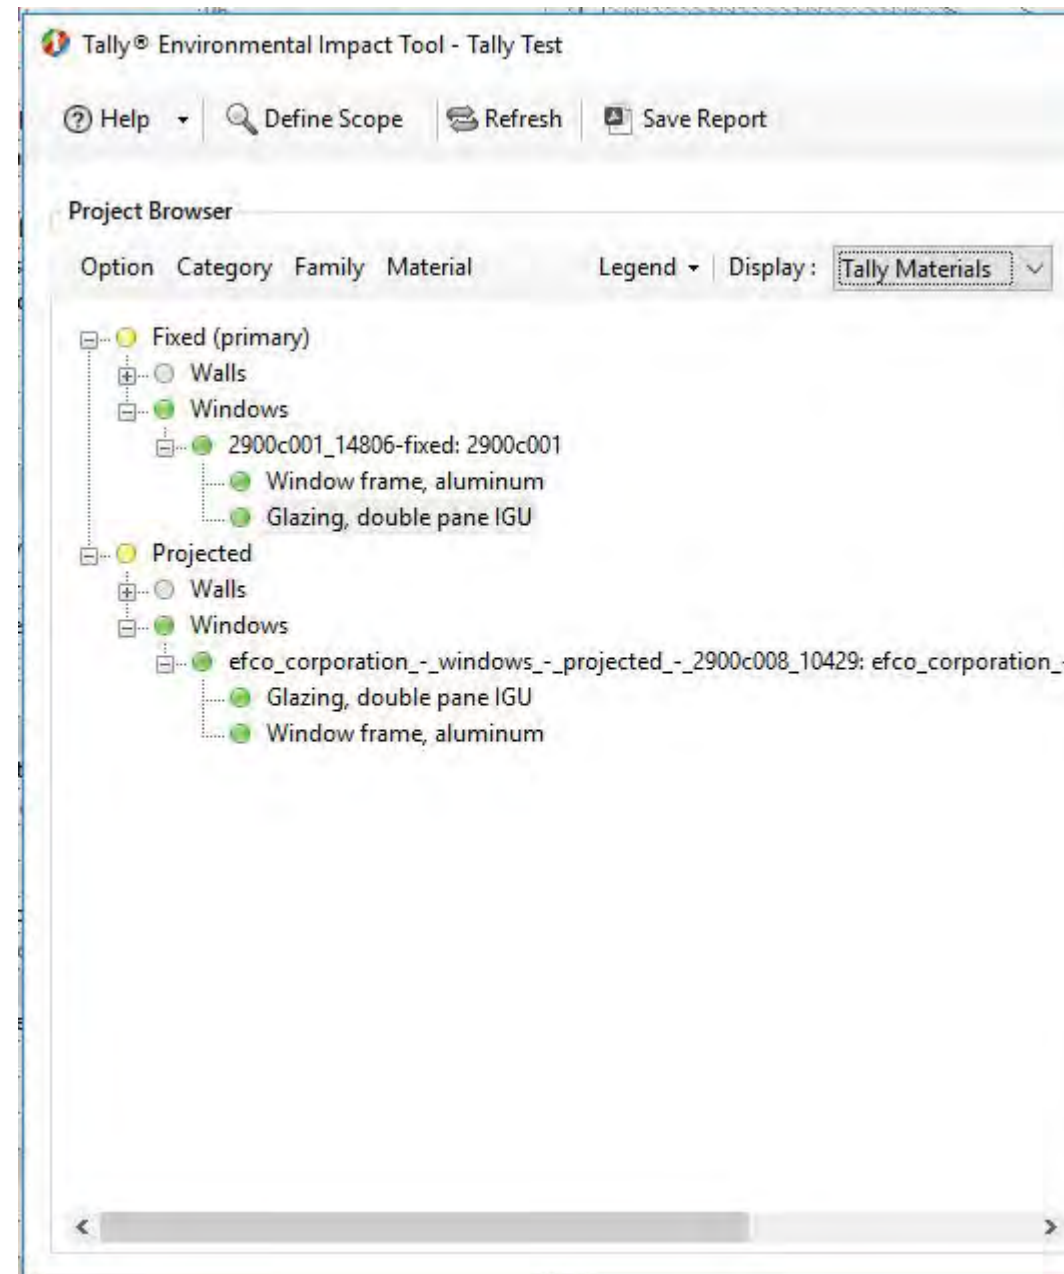 Tally® Environmental Impact Tool - Tally Test
Help Define Scope Refresh Save Report
Project Browser
Option Category Family Material Legend Display : Tally Materials
Fixed (primary)
Walls
Windows
2900c001_14806-fixed: 2900c001
Window frame, aluminum
Glazing, double pane IGU
Projected
Walls
Windows
efco_corporation_-_windows_-_projected_-_2900c008_10429: efco_corporation_-
Glazing, double pane IGU
Window frame, aluminum